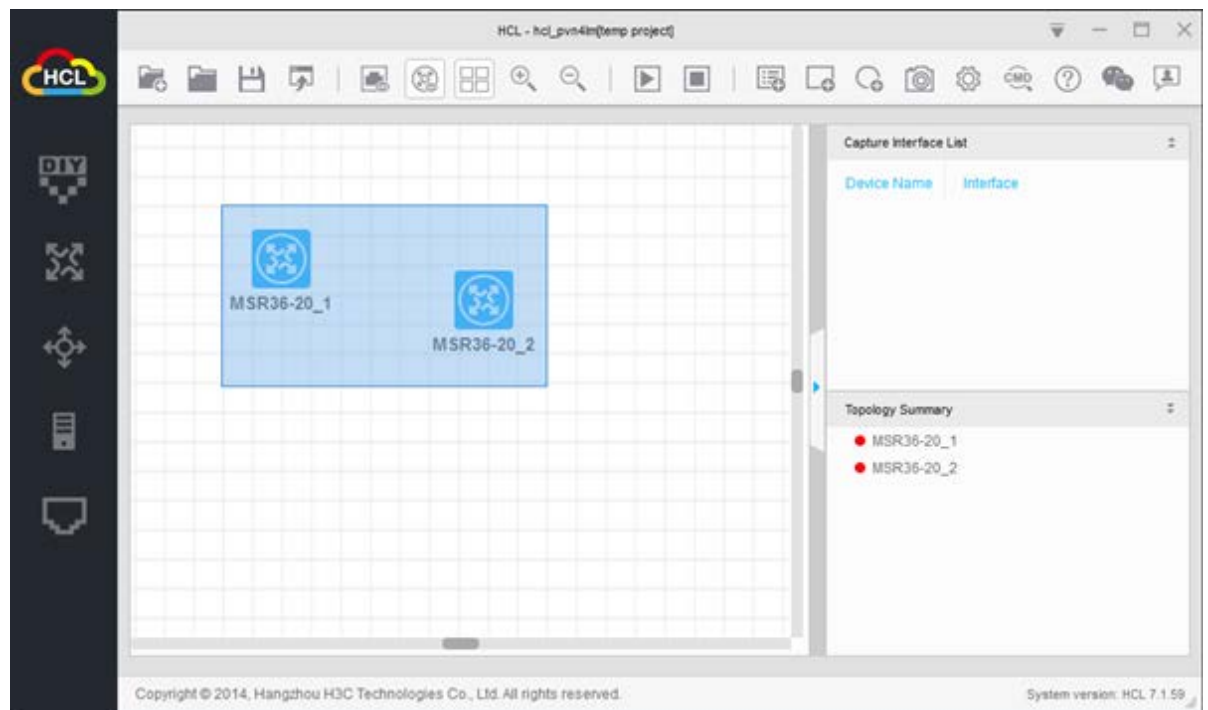 HCL - hcl_pvn4lm[temp project]
HCL
CMD
DIY
Capture Interface List
Device Name Interface
MSR36-20_1
MSR36-20_2
Topology Summary
MSR36-20_1
MSR36-20_2
Copyright © 2014, Hangzhou H3C Technologies Co., Ltd. All rights reserved.
System version: HCL 7.1.59